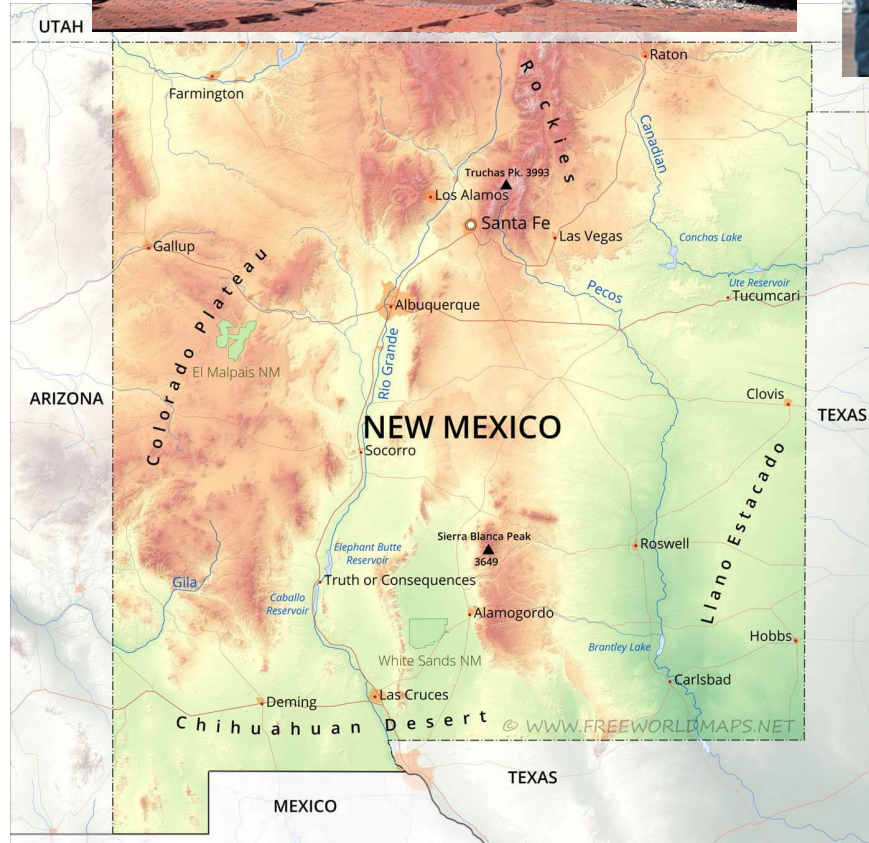 UTAH
Raton
Farmington
Rockies
Canadian
Truchas Pk. 3993
Los Alamos
Santa Fe
Las Vegas
Conchas Lake
Gallup
Ute Reservoir
Tucumcari
Pecos
Albuquerque
Colorado Plateau
Rio Grande
El Malpais NM
ARIZONA
Clovis
TEXAS
NEW MEXICO
Socorro
Llano Estacado
Sierra Blanca Peak
3649
Roswell
Elephant Butte
Reservoir
Truth or Consequences
Gila
Caballo
Reservoir
Alamogordo
Hobbs
Brantley Lake
White Sands NM
Carlsbad
Las Cruces
Deming
Chihuahuan Desert
© WWW.FREEWORLDMAPS.NET
TEXAS
MEXICO